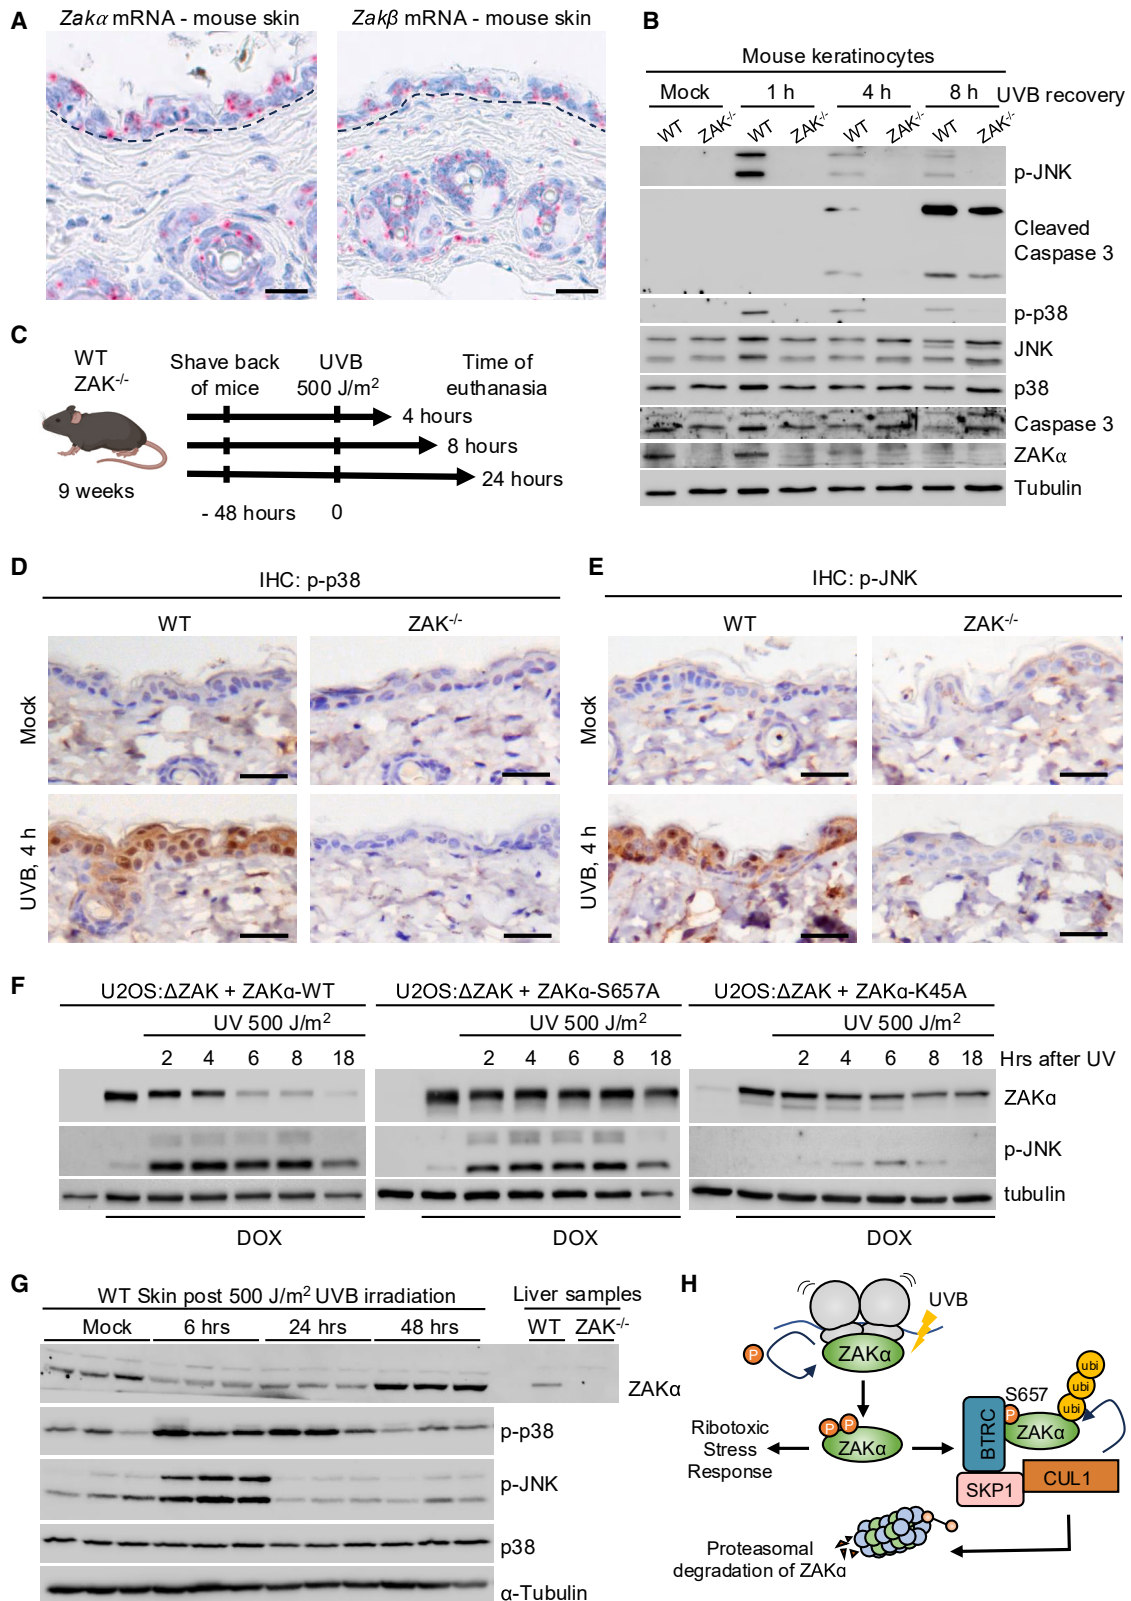 A
Zakα mRNA - mouse skin
Zakβ mRNA - mouse skin
B
Mouse keratinocytes
Mock
1 h
4 h
8 h
UVB recovery
WT
ZAK-/-
WT
ZAK-/-
WT
ZAK-/-
WT
ZAK-/-
p-JNK
Cleaved
Caspase 3
p-p38
JNK
p38
Caspase 3
ZAKα
Tubulin
C
WT
ZAK-/-
9 weeks
Shave back
of mice
UVB
500 J/m2
Time of
euthanasia
4 hours
8 hours
24 hours
- 48 hours
0
D
IHC: p-p38
WT
ZAK-/-
Mock
UVB, 4 h
E
IHC: p-JNK
WT
ZAK-/-
Mock
UVB, 4 h
F
U2OS:ΔZAK + ZAKα-WT
U2OS:ΔZAK + ZAKα-S657A
U2OS:ΔZAK + ZAKα-K45A
UV 500 J/m2
UV 500 J/m2
UV 500 J/m2
2 4 6 8 18
2 4 6 8 18
2 4 6 8 18
Hrs after UV
ZAKα
p-JNK
tubulin
DOX
DOX
DOX
G
WT Skin post 500 J/m2 UVB irradiation
Liver samples
Mock
6 hrs
24 hrs
48 hrs
WT
ZAK-/-
ZAKα
p-p38
p-JNK
p38
α-Tubulin
H
UVB
P
ZAKα
P P
ZAKα
Ribotoxic
Stress
Response
S657
P
ZAKα
ubi
ubi
ubi
BTRC
SKP1
CUL1
Proteasomal
degradation of ZAKα